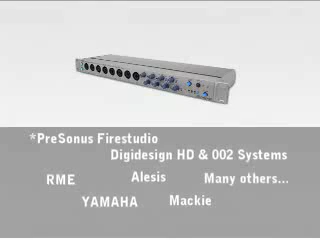 *PreSonus Firestudio
Digidesign HD & 002 Systems
RME
Alesis
Many others...
YAMAHA
Mackie